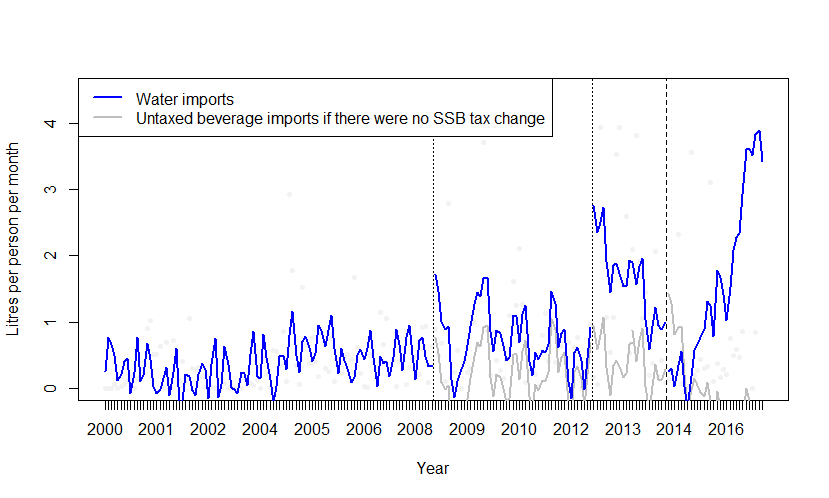 Water imports
Untaxed beverage imports if there were no SSB tax change
Litres per person per month
4
3
2
1
0
2000 2001 2002 2004 2005 2006 2008 2009 2010 2012 2013 2014 2016
Year